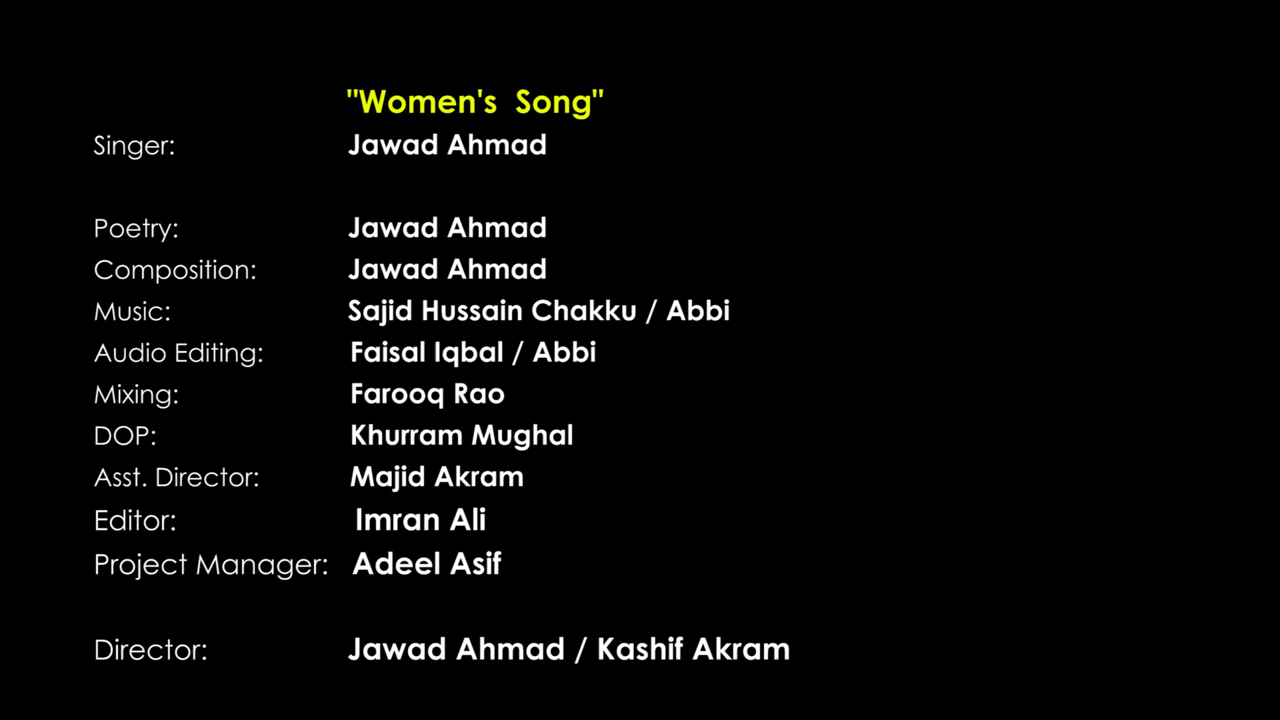 "Women's Song"
Singer: Jawad Ahmad
Poetry: Jawad Ahmad
Composition: Jawad Ahmad
Music: Sajid Hussain Chakku / Abbi
Audio Editing: Faisal Iqbal / Abbi
Mixing: Farooq Rao
DOP: Khurram Mughal
Asst. Director: Majid Akram
Editor: Imran Ali
Project Manager: Adeel Asif
Director: Jawad Ahmad / Kashif Akram